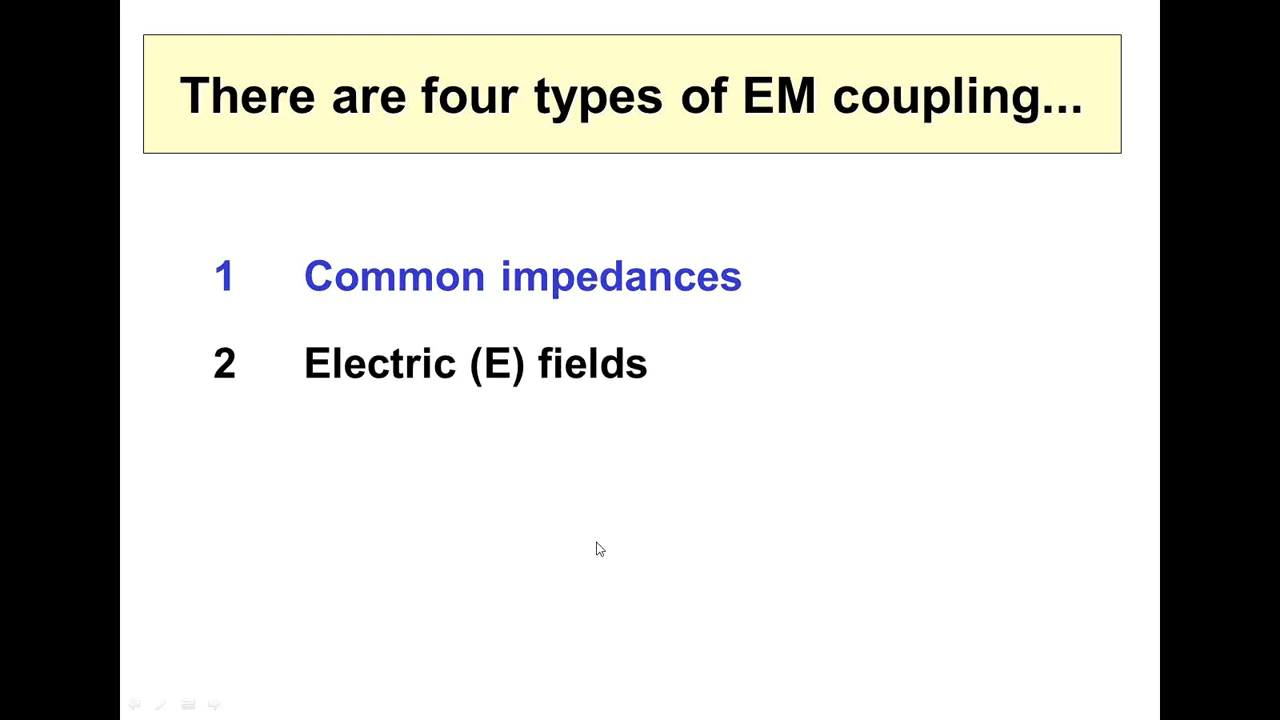 There are four types of EM coupling...
1 Common impedances
2 Electric (E) fields